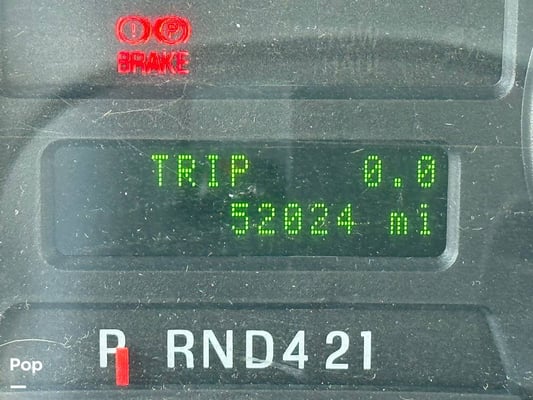 ! P
BRAKE
TRIP 0.0
52024 mi
P RND421
Pop